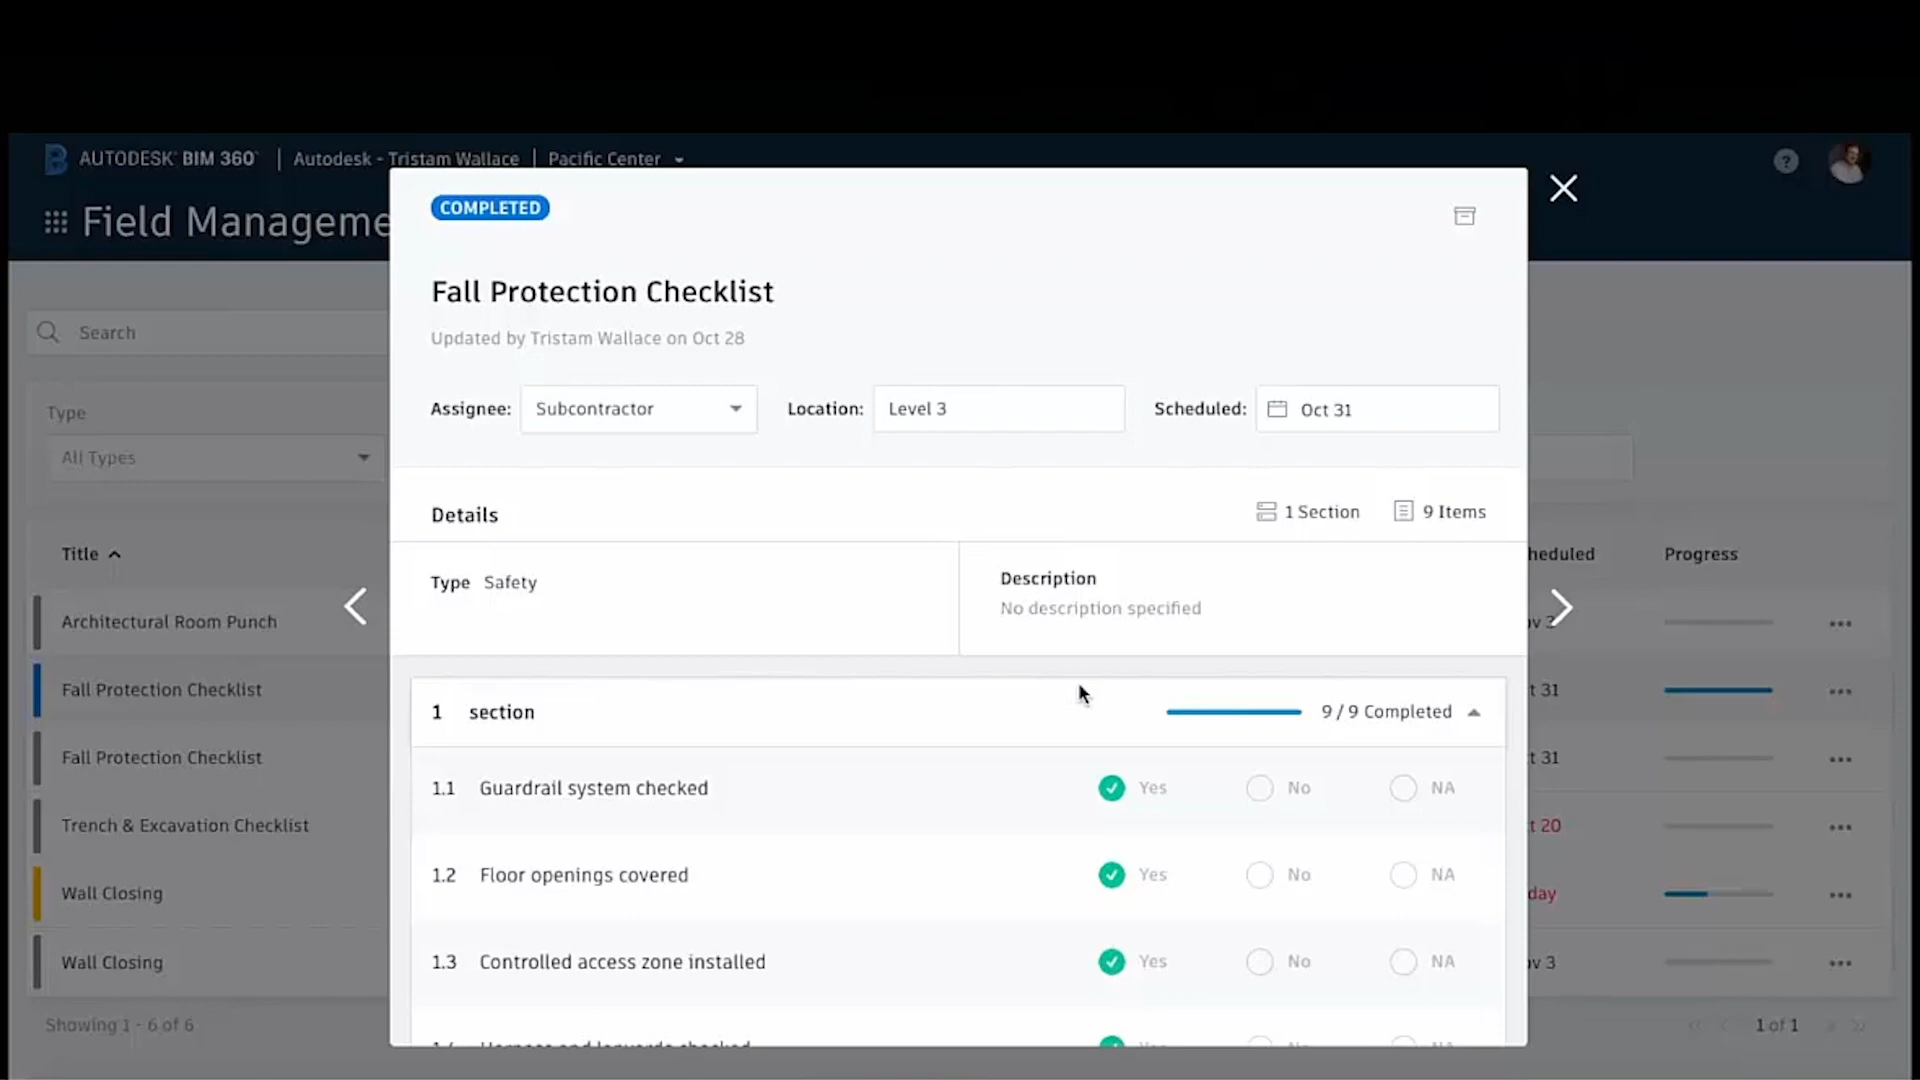 AUTODESK BIM 360 Autodesk - Tristam Wallace Pacific Center
Field Manageme
Search
Type
All Types
Title
heduled
Progress
Architectural Room Punch
Fall Protection Checklist
t 31
Fall Protection Checklist
t 31
Trench & Excavation Checklist
t 20
Wall Closing
day
Wall Closing
v 3
Showing 1 - 6 of 6
1 of 1
COMPLETED
Fall Protection Checklist
Updated by Tristam Wallace on Oct 28
Assignee: Subcontractor Location: Level 3 Scheduled: Oct 31
Details 1 Section 9 Items
Type Safety
Description
No description specified
1 section 9 / 9 Completed
1.1 Guardrail system checked Yes No NA
1.2 Floor openings covered Yes No NA
1.3 Controlled access zone installed Yes No NA